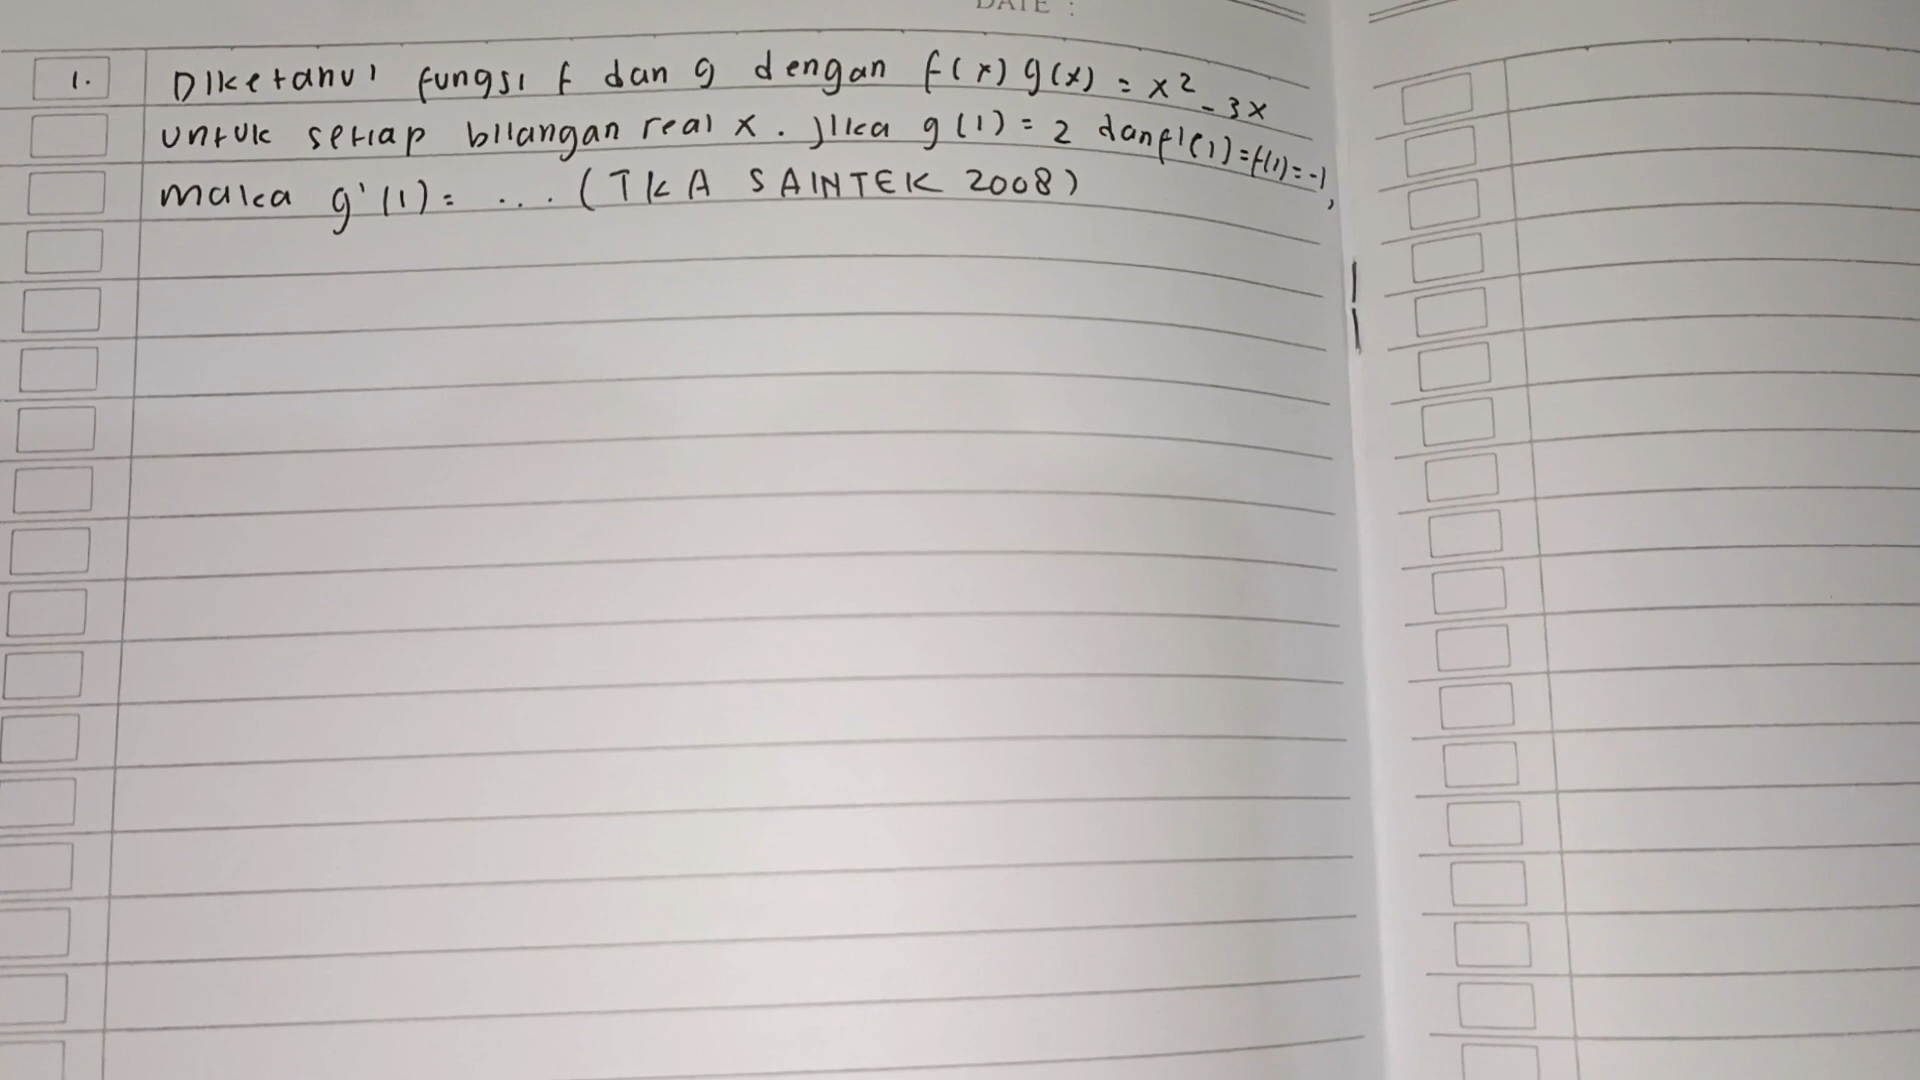 DATE :
1. Diketahui fungsi f dan g dengan f(x) g(x) = x² - 3x
untuk setiap bilangan real x. Jika g(1) = 2 dan f'(1) = f(1) = -1,
maka g'(1) = ... (TKA SAINTEK 2008)